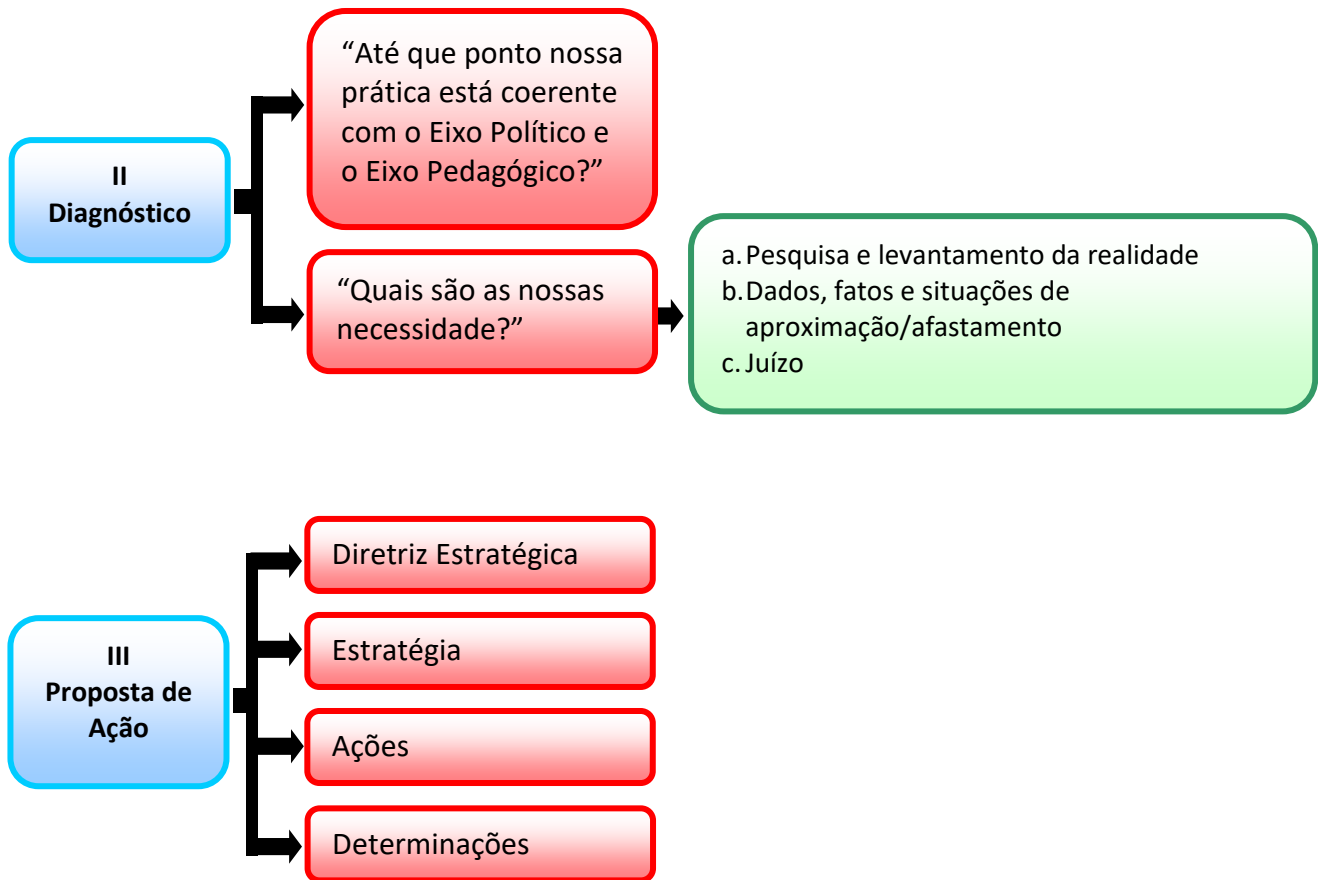 II
Diagnóstico
“Até que ponto nossa
prática está coerente
com o Eixo Político e
o Eixo Pedagógico?”
“Quais são as nossas
necessidade?”
a. Pesquisa e levantamento da realidade
b. Dados, fatos e situações de
aproximação/afastamento
c. Juízo
III
Proposta de
Ação
Diretriz Estratégica
Estratégia
Ações
Determinações